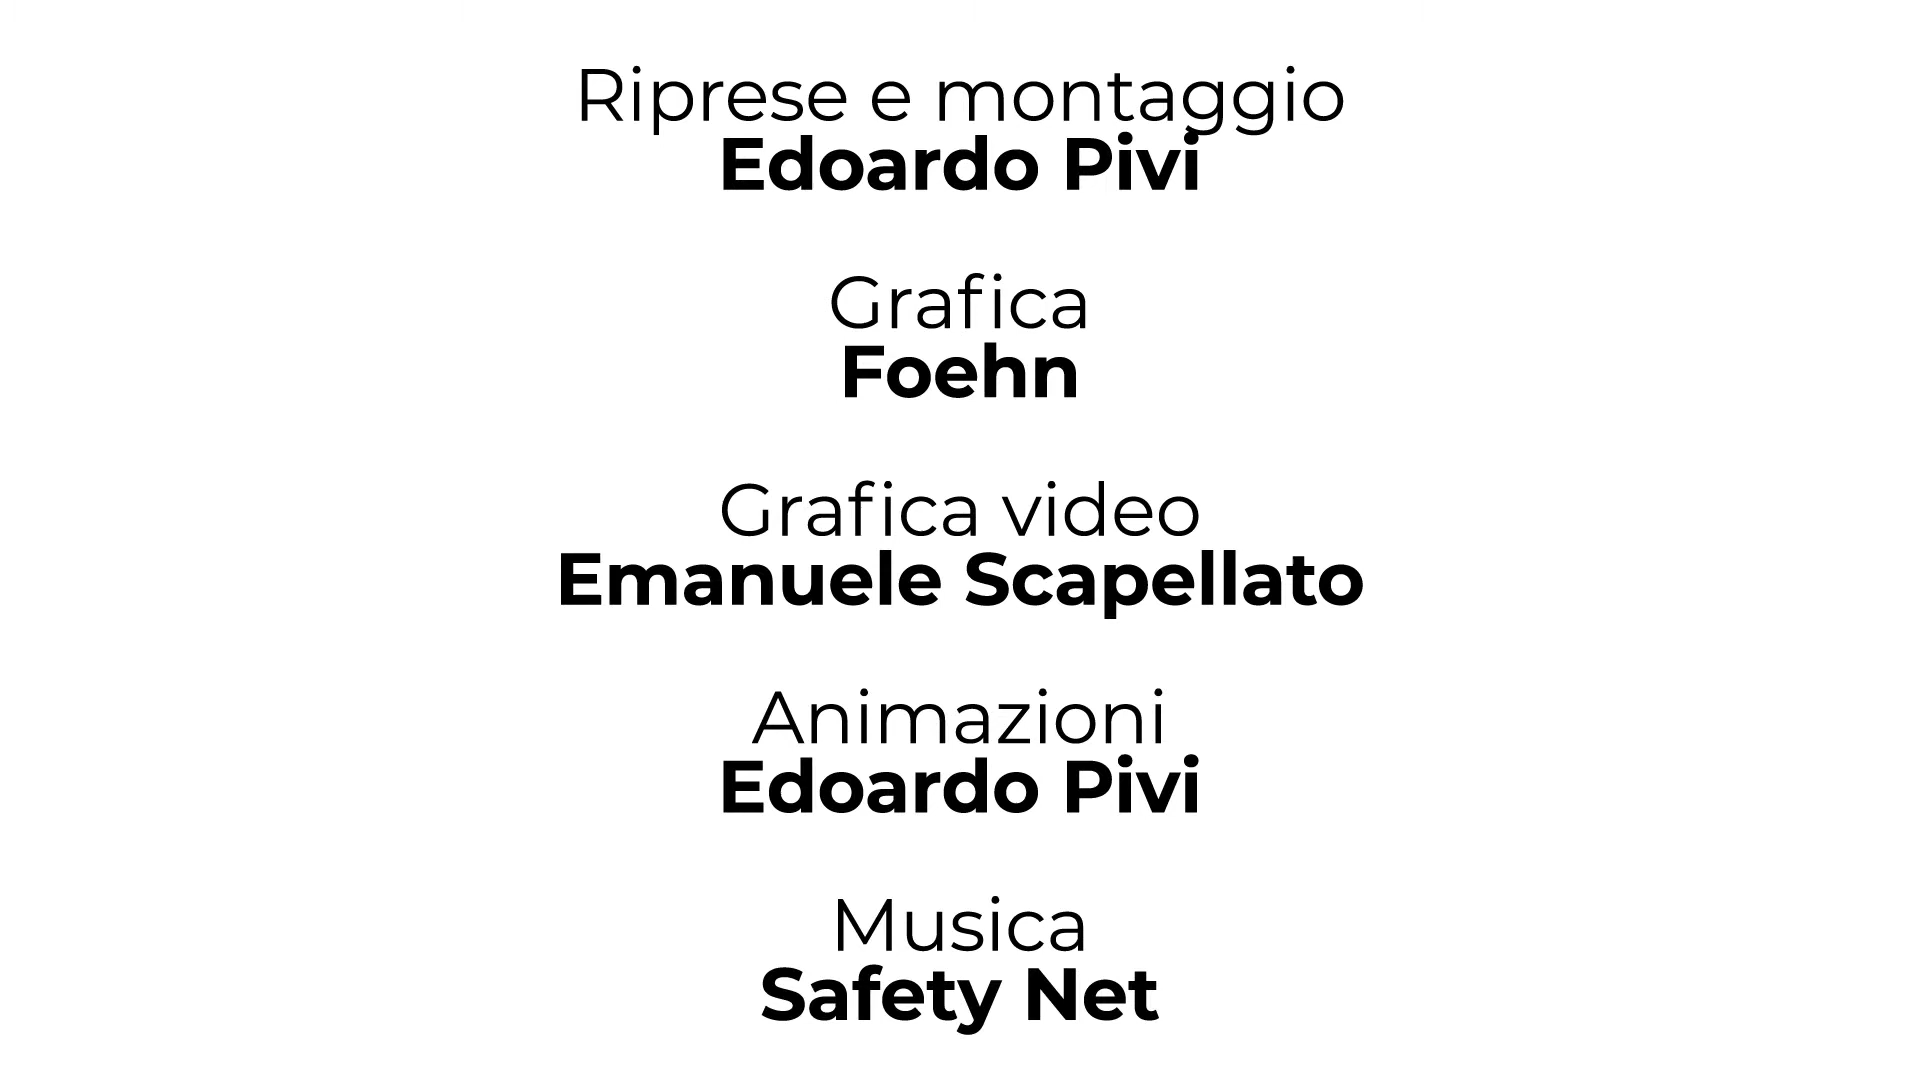 Riprese e montaggio
Edoardo Pivi
Grafica
Foehn
Grafica video
Emanuele Scapellato
Animazioni
Edoardo Pivi
Musica
Safety Net